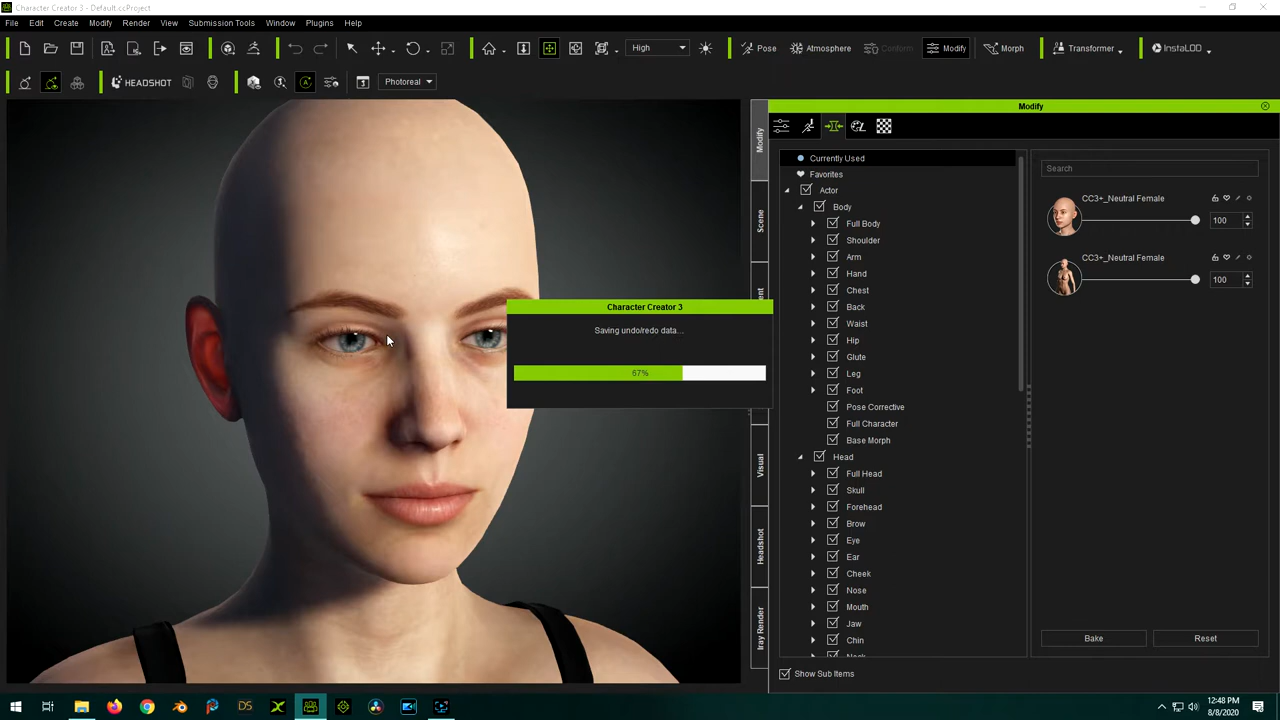 Character Creator 3 - Default.ccProject
File Edit Create Modify Render View Submission Tools Window Plugins Help
High Pose Atmosphere Conform Modify Morph Transformer InstaLOD
HEADSHOT Photoreal
Modify
Modify
Scene
ent
Visual
Headshot
Iray Render
Currently Used
Favorites
Actor
Body
Full Body
Shoulder
Arm
Hand
Chest
Back
Waist
Hip
Glute
Leg
Foot
Pose Corrective
Full Character
Base Morph
Head
Full Head
Skull
Forehead
Brow
Eye
Ear
Cheek
Nose
Mouth
Jaw
Chin
Neck
Show Sub Items
Search
CC3+_Neutral Female
100
CC3+_Neutral Female
100
Bake Reset
Character Creator 3
Saving undo/redo data...
67%
DS
12:48 PM
8/8/2020